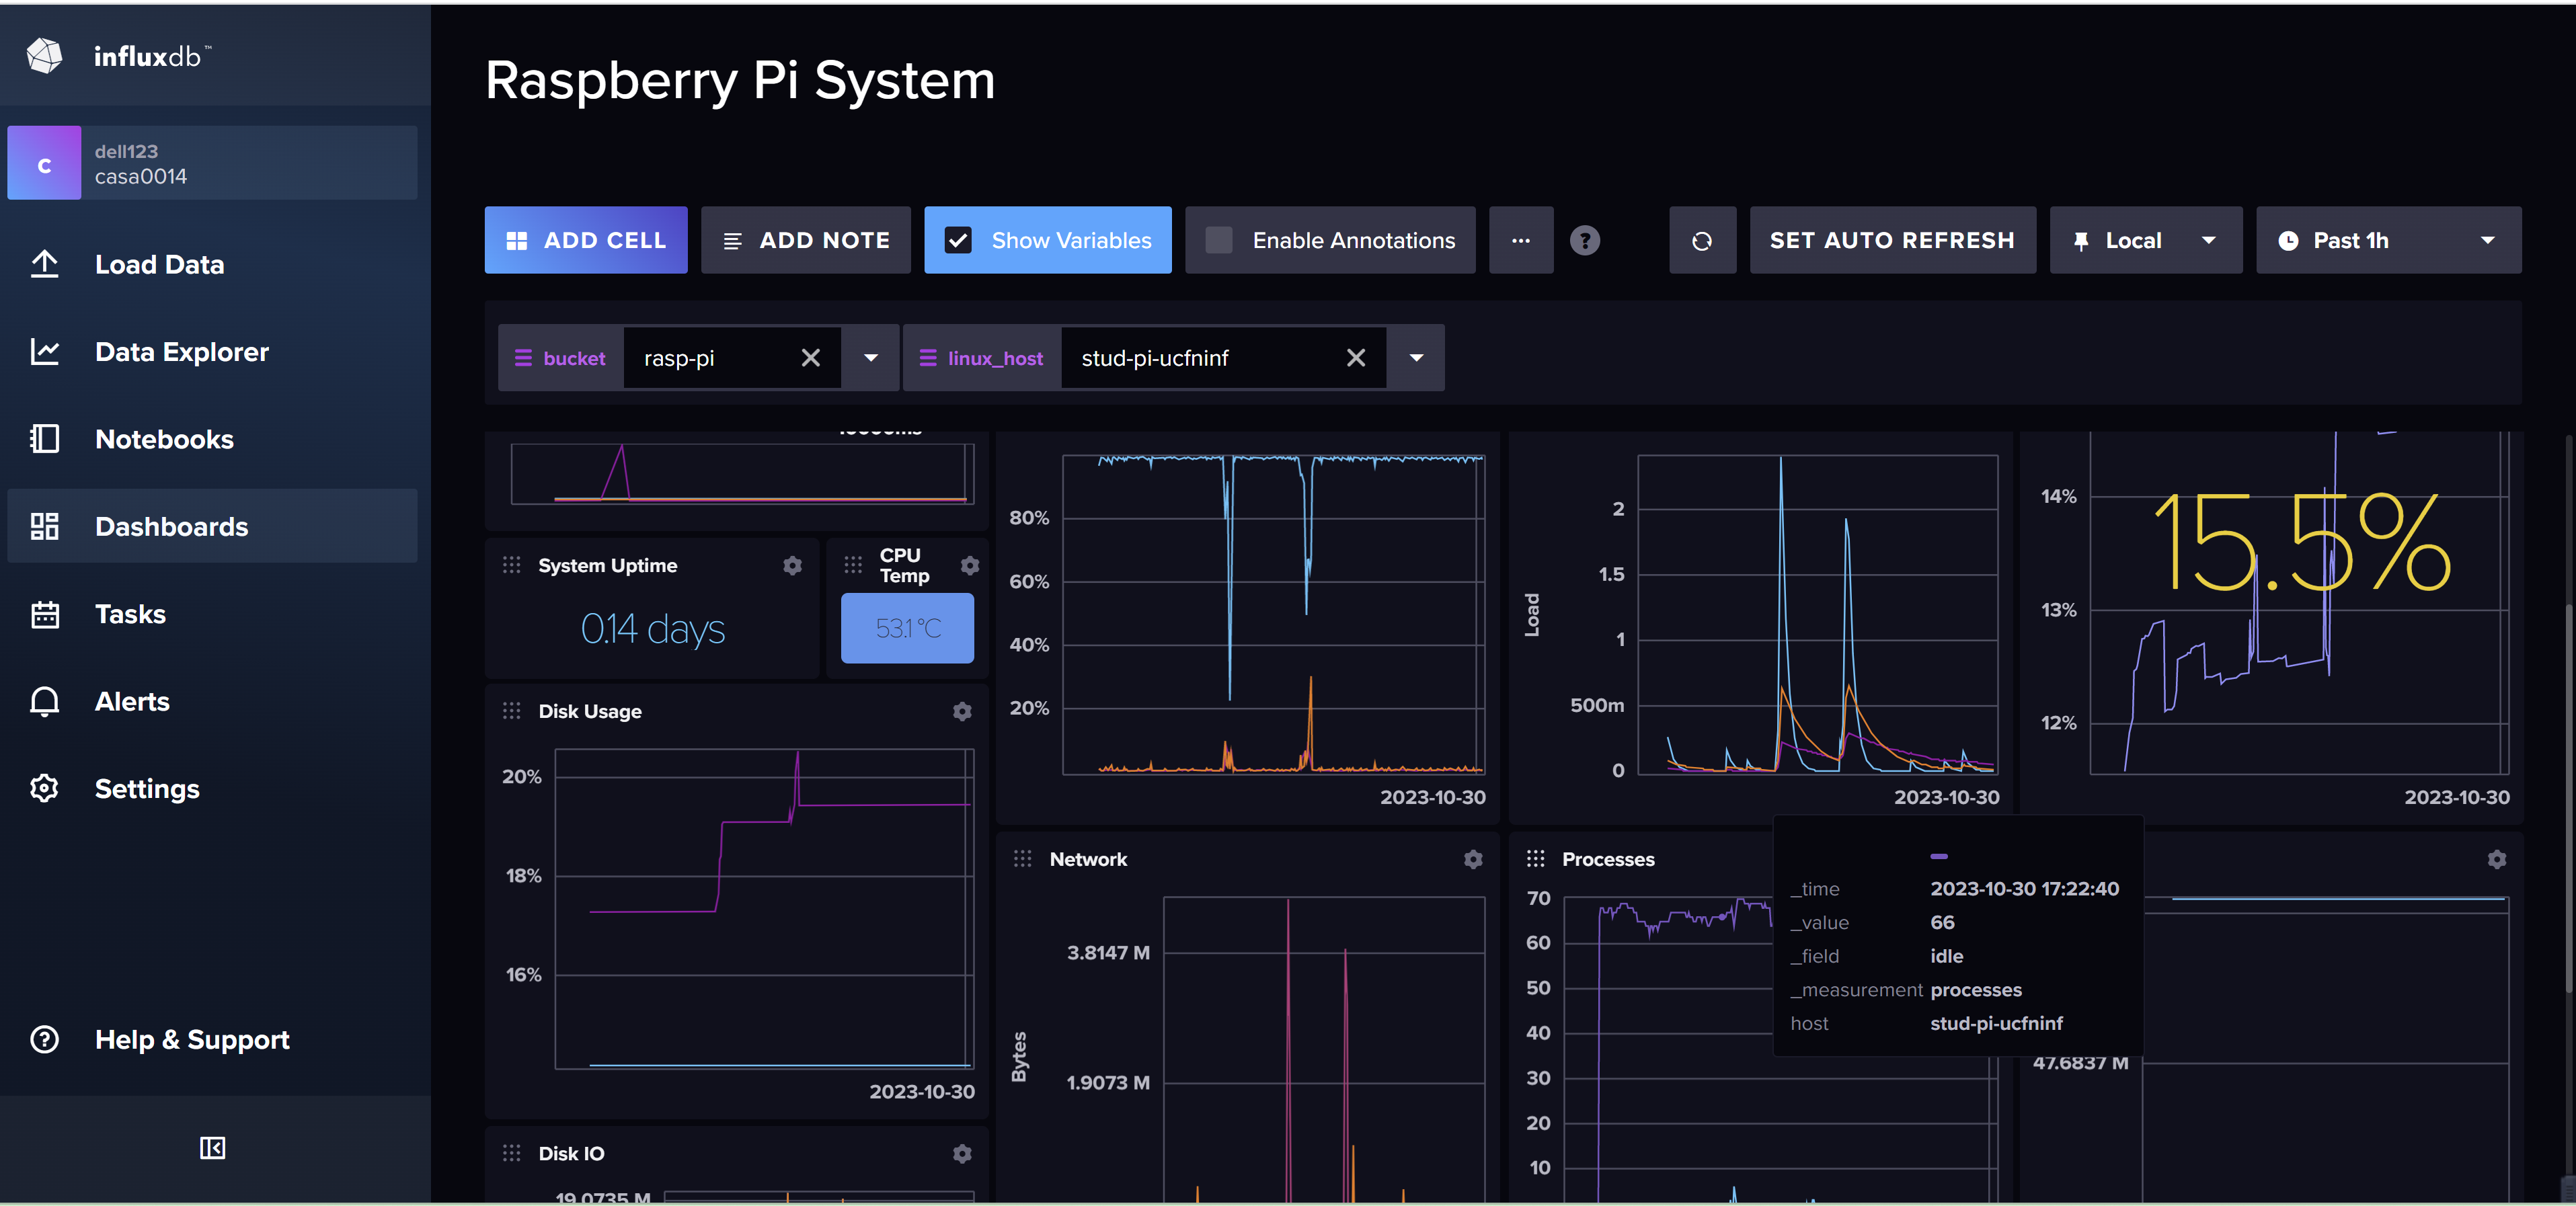 influxdb™
C
dell123
casa0014
Load Data
Data Explorer
Notebooks
Dashboards
Tasks
Alerts
Settings
Help & Support
Raspberry Pi System
ADD CELL
ADD NOTE
Show Variables
Enable Annotations
...
?
SET AUTO REFRESH
Local
Past 1h
bucket
rasp-pi
linux_host
stud-pi-ucfninf
System Uptime
0.14 days
CPU
Temp
53.1 °C
Disk Usage
20%
18%
16%
2023-10-30
Disk IO
19.0735 M
80%
60%
40%
20%
2023-10-30
Load
2
1.5
1
500m
0
2023-10-30
15.5%
14%
13%
12%
2023-10-30
Network
Bytes
3.8147 M
1.9073 M
Processes
70
60
50
40
30
20
10
_time 2023-10-30 17:22:40
_value 66
_field idle
_measurement processes
host stud-pi-ucfninf
47.6837 M